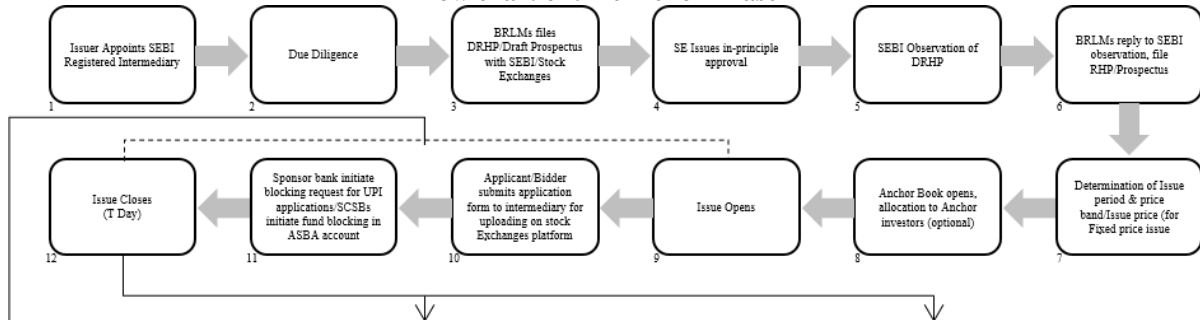 Issuer Appoints SEBI
Registered Intermediary
1
Due Diligence
2
BRLMs files
DRHP/Draft Prospectus
with SEBI/Stock
Exchanges
3
SE Issues in-principle
approval
4
SEBI Observation of
DRHP
5
BRLMs reply to SEBI
observation, file
RHP/Prospectus
6
Determination of Issue
period & price
band/Issue price (for
Fixed price issue
7
Anchor Book opens,
allocation to Anchor
investors (optional)
8
Issue Opens
9
Applicant/Bidder
submits application
form to intermediary for
uploading on stock
Exchanges platform
10
Sponsor bank initiate
blocking request for UPI
applications/SCSBs
initiate fund blocking in
ASBA account
11
Issue Closes
(T Day)
12